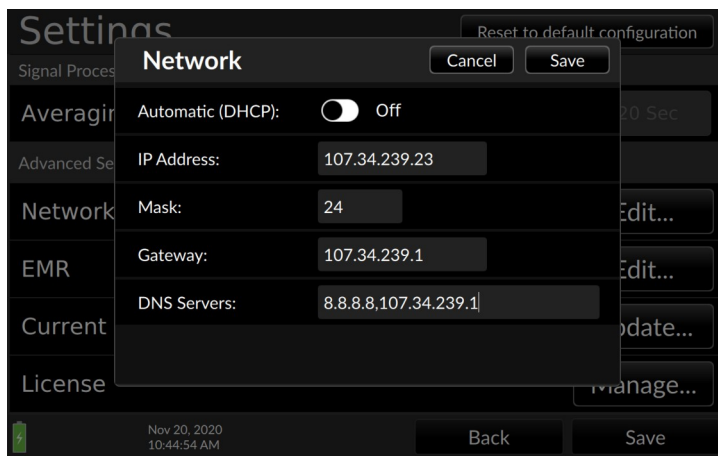 Settings
Reset to default configuration
Signal Proces
Network
Cancel
Save
Averagin
20 Sec
Automatic (DHCP):
Off
Advanced Se
IP Address:
107.34.239.23
Network
Mask:
24
Edit...
Gateway:
107.34.239.1
EMR
Edit...
DNS Servers:
8.8.8.8,107.34.239.1
Current
License
Manage...
Nov 20, 2020
10:44:54 AM
Back
Save